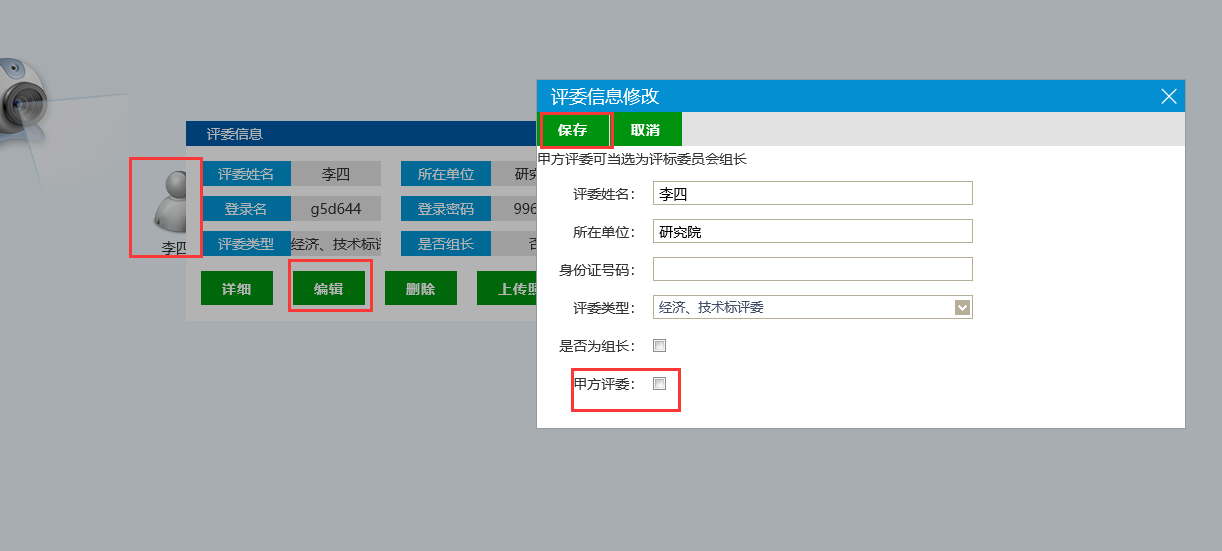 评委信息修改
保存 取消
甲方评委可当选为评标委员会组长
评委姓名： 李四
所在单位： 研究院
身份证号码：
评委类型： 经济、技术标评委
是否为组长：
甲方评委：
评委信息
评委姓名 李四 所在单位 研
登录名 g5d644 登录密码 996
评委类型 经济、技术标 是否组长 否
李四
详细 编辑 删除 上传